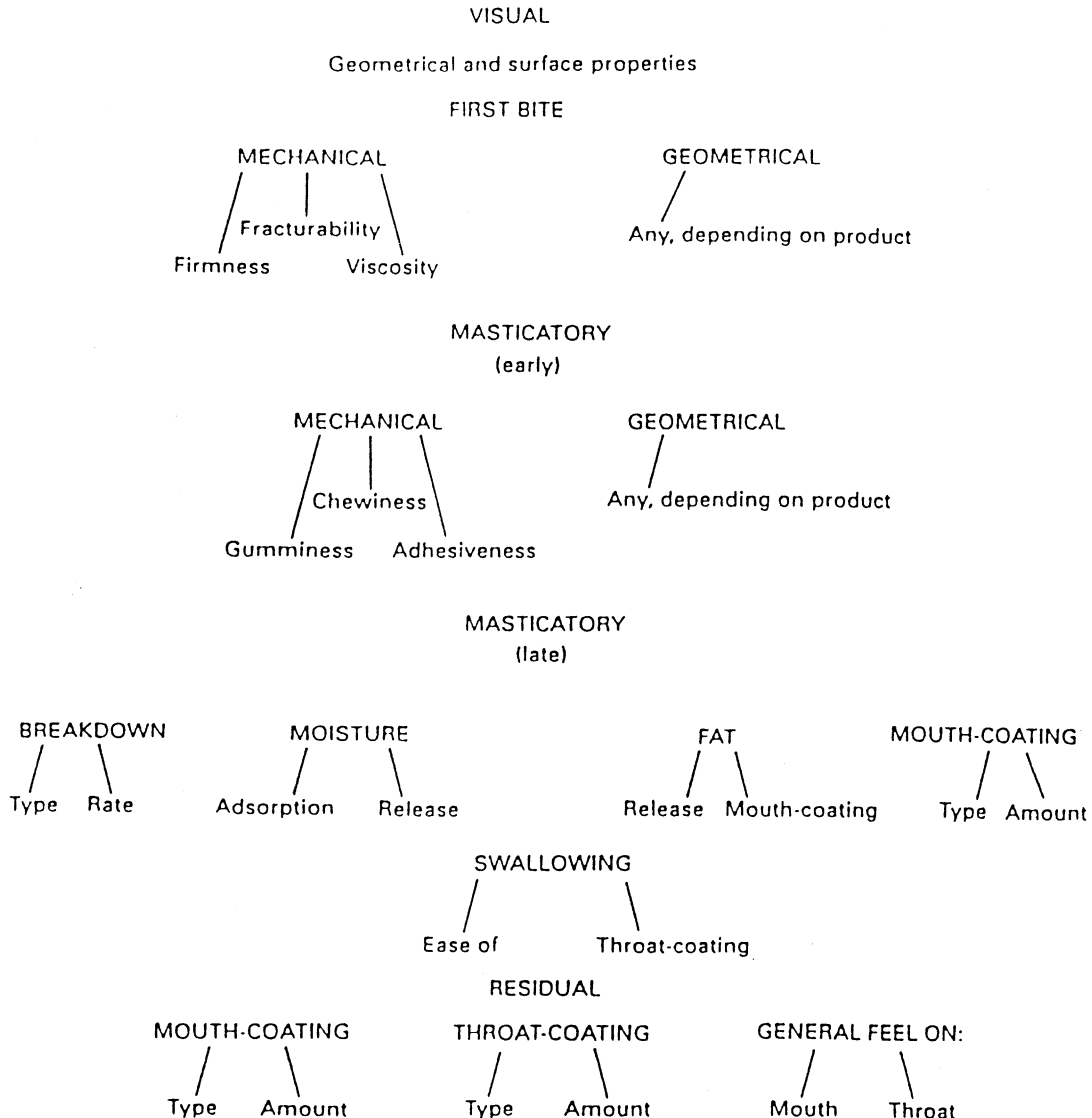 VISUAL
Geometrical and surface properties
FIRST BITE
MECHANICAL GEOMETRICAL
Fracturability Any, depending on product
Firmness Viscosity
MASTICATORY
(early)
MECHANICAL GEOMETRICAL
Chewiness Any, depending on product
Gumminess Adhesiveness
MASTICATORY
(late)
BREAKDOWN MOISTURE FAT MOUTH-COATING
Type Rate Adsorption Release Release Mouth-coating Type Amount
SWALLOWING
Ease of Throat-coating
RESIDUAL
MOUTH-COATING THROAT-COATING GENERAL FEEL ON:
Type Amount Type Amount Mouth Throat